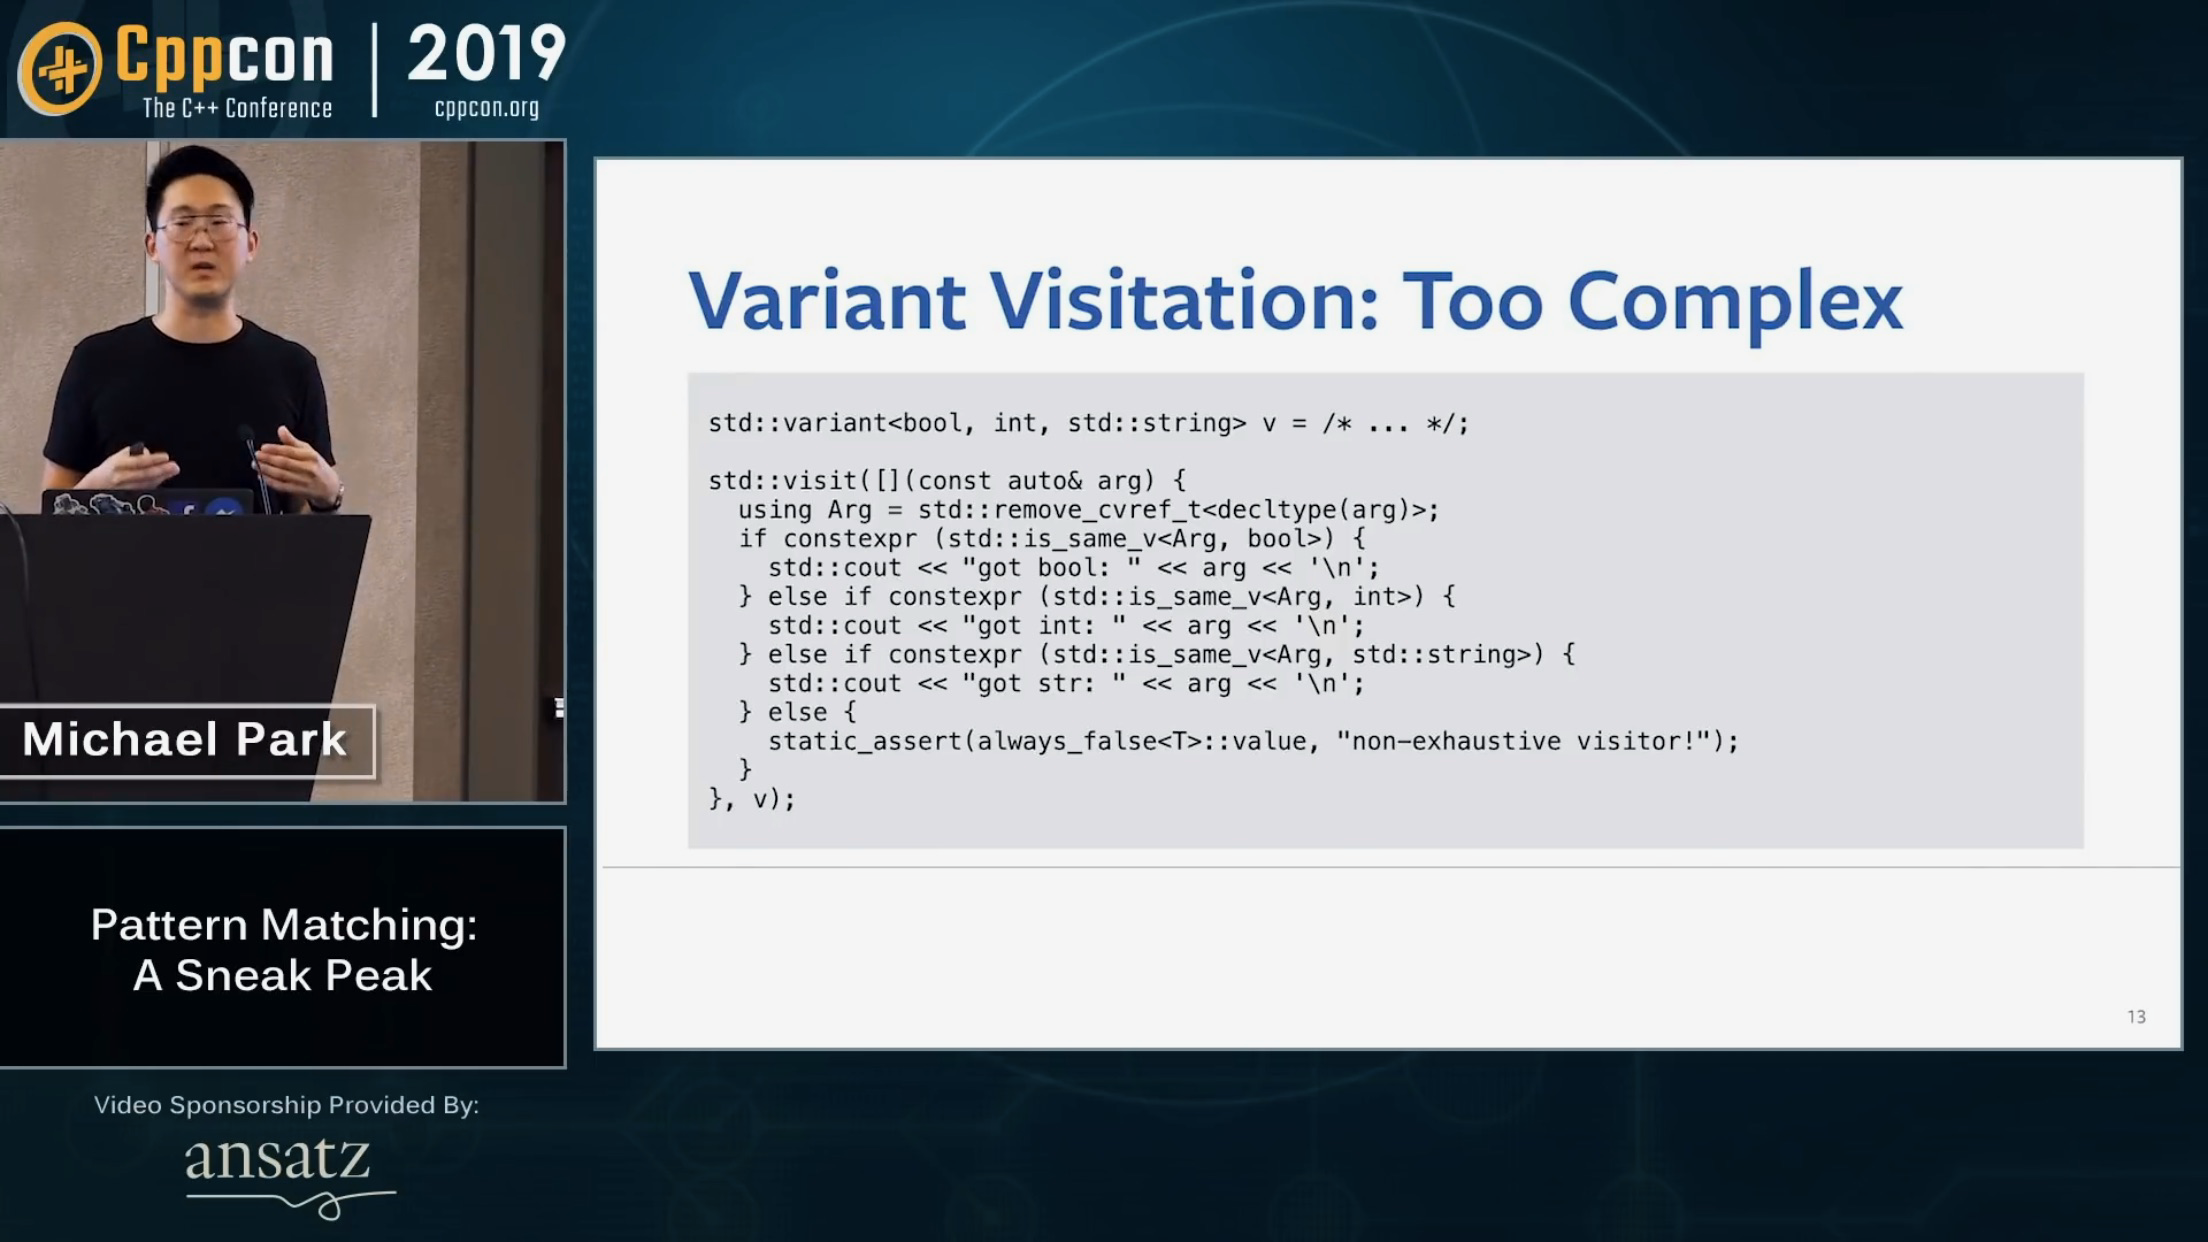 Cppcon
The C++ Conference
2019
cppcon.org
Michael Park
Pattern Matching:
A Sneak Peak
Video Sponsorship Provided By:
ansatz
Variant Visitation: Too Complex
std::variant<bool, int, std::string> v = /* ... */;
std::visit([](const auto& arg) {
  using Arg = std::remove_cvref_t<decltype(arg)>;
  if constexpr (std::is_same_v<Arg, bool>) {
    std::cout << "got bool: " << arg << '\n';
  } else if constexpr (std::is_same_v<Arg, int>) {
    std::cout << "got int: " << arg << '\n';
  } else if constexpr (std::is_same_v<Arg, std::string>) {
    std::cout << "got str: " << arg << '\n';
  } else {
    static_assert(always_false<T>::value, "non-exhaustive visitor!");
  }
}, v);
13